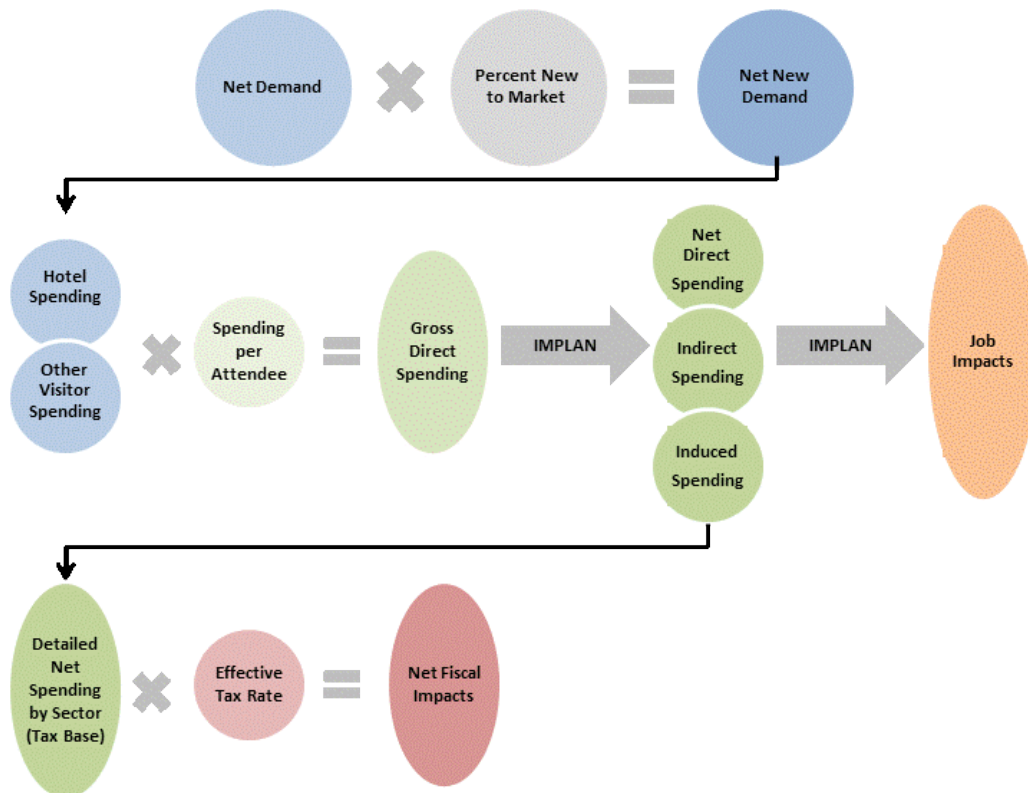 Net Demand
Percent New
to Market
Net New
Demand
Hotel
Spending
Other
Visitor
Spending
Spending
per
Attendee
Gross
Direct
Spending
IMPLAN
Net
Direct
Spending
Indirect
Spending
Induced
Spending
IMPLAN
Job
Impacts
Detailed
Net
Spending
by Sector
(Tax Base)
Effective
Tax Rate
Net Fiscal
Impacts